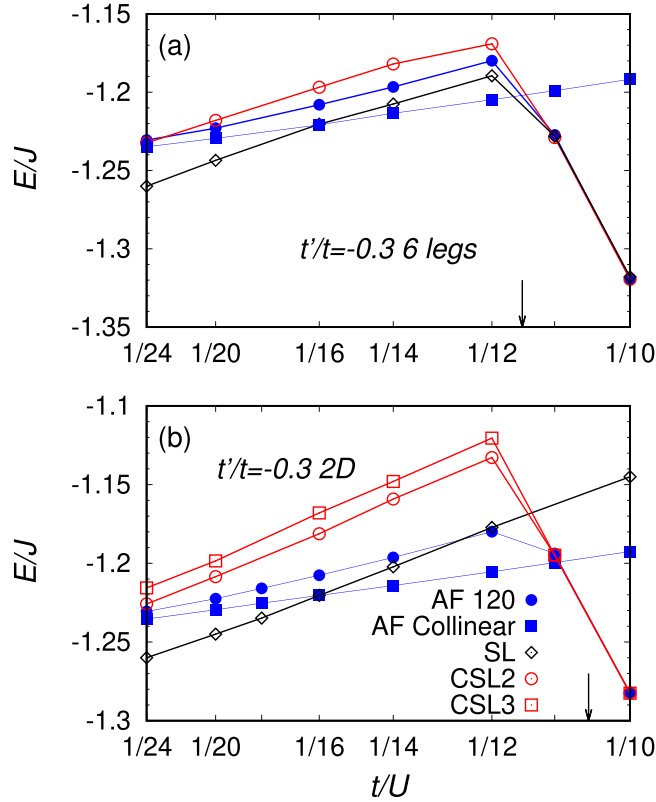 -1.15
(a)
-1.2
E/J
-1.25
t'/t=-0.3 6 legs
-1.3
-1.35
1/24 1/20 1/16 1/14 1/12 1/10
-1.1
(b)
t'/t=-0.3 2D
-1.15
E/J
-1.2
AF 120
AF Collinear
-1.25
SL
CSL2
CSL3
-1.3
1/24 1/20 1/16 1/14 1/12 1/10
t/U